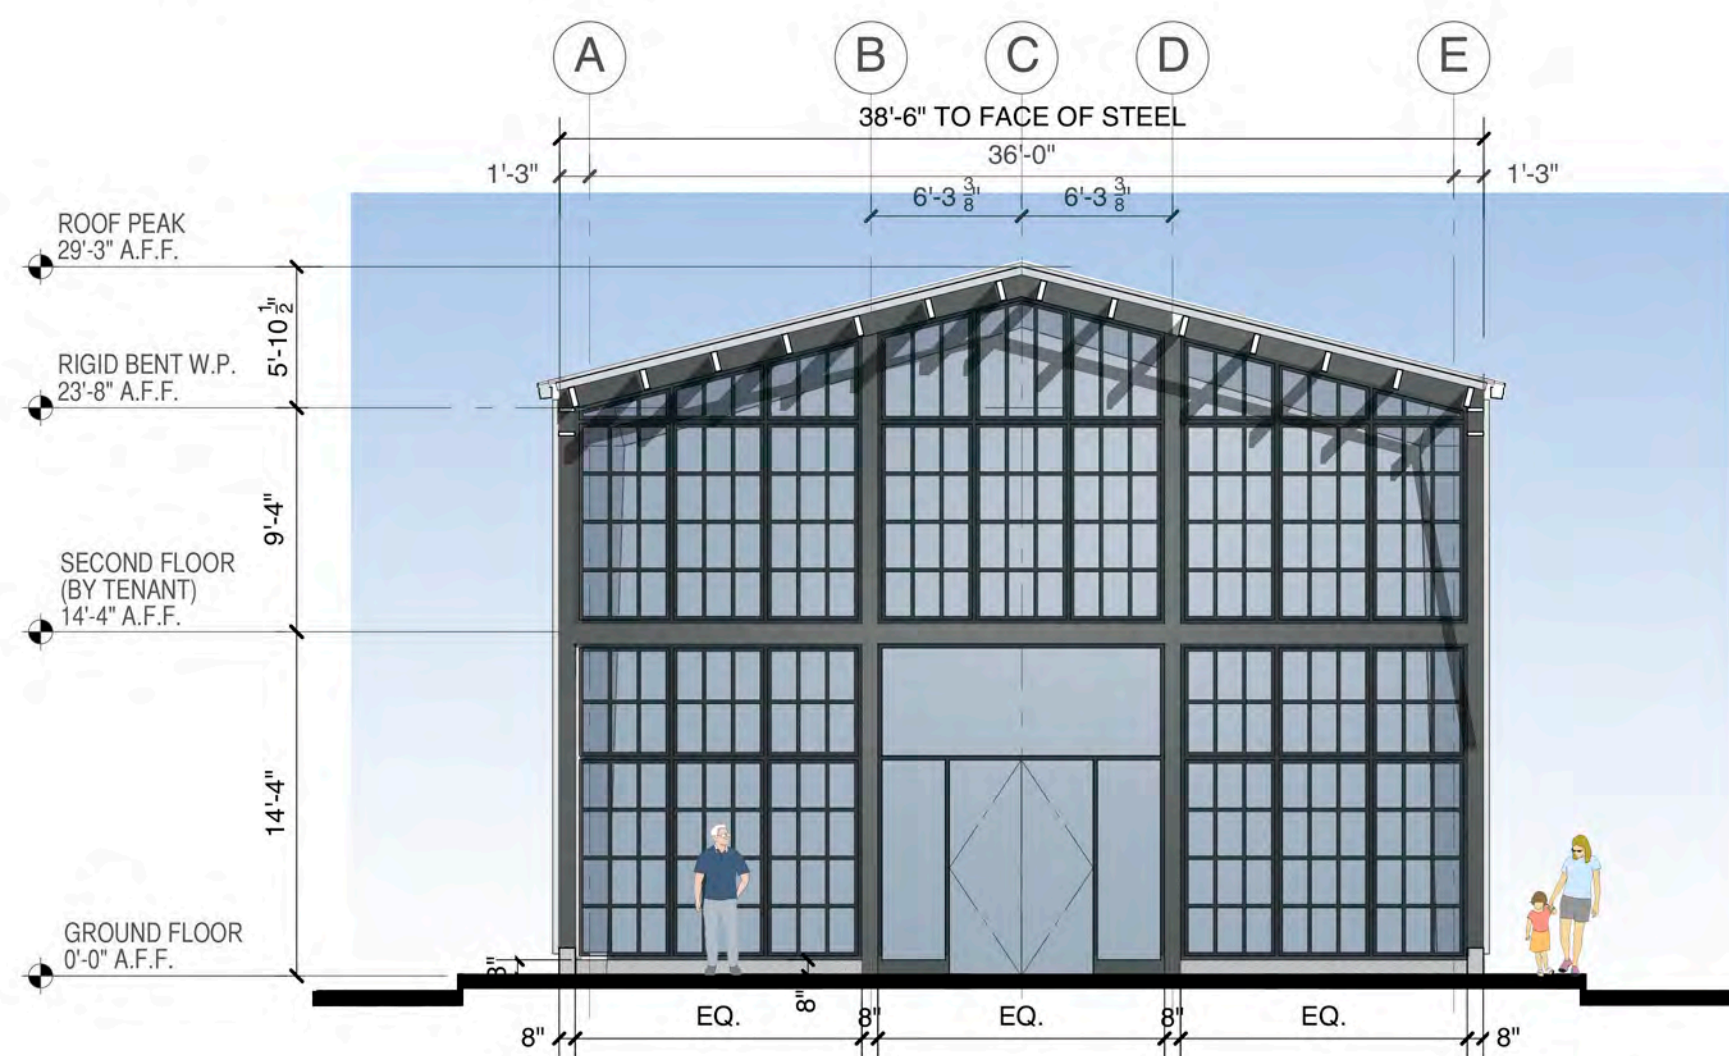 A B C D E
38'-6" TO FACE OF STEEL
36'-0"
1'-3" 1'-3"
6'-3 3/8" 6'-3 3/8"
ROOF PEAK
29'-3" A.F.F.
5'-10 1/2"
RIGID BENT W.P.
23'-8" A.F.F.
9'-4"
SECOND FLOOR
(BY TENANT)
14'-4" A.F.F.
14'-4"
GROUND FLOOR
0'-0" A.F.F.
8"
8"
EQ. 8" EQ. 8" EQ.
8" 8"